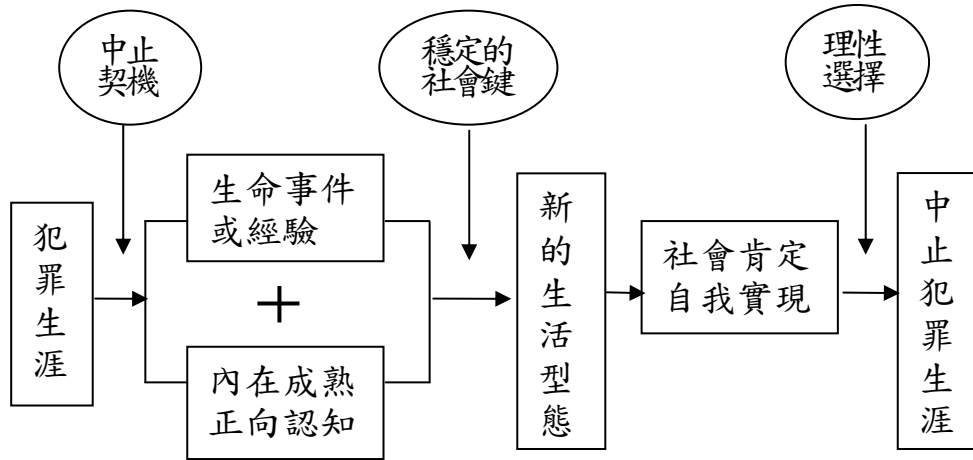 中止
契機
穩定的
社會鍵
理性
選擇
犯罪生涯
生命事件
或經驗
+
內在成熟
正向認知
新的生活型態
社會肯定
自我實現
中止犯罪生涯